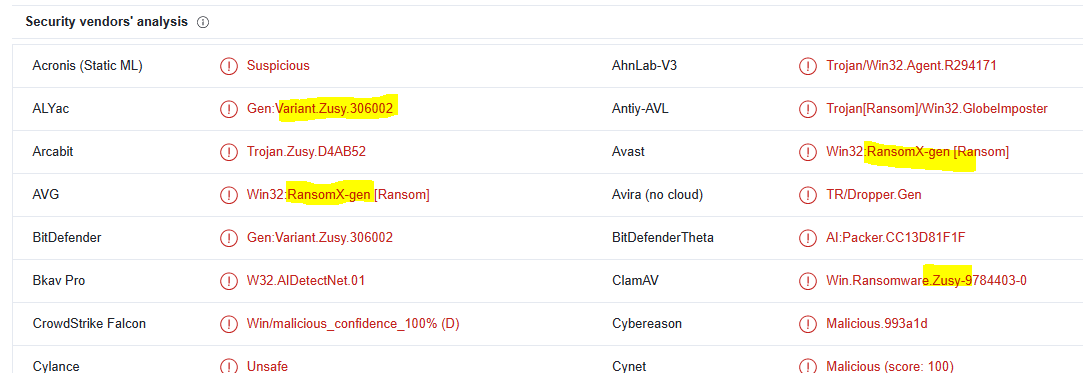 Security vendors' analysis
Acronis (Static ML) Suspicious AhnLab-V3 Trojan/Win32.Agent.R294171
ALYac Gen:Variant.Zusy.306002 Antiy-AVL Trojan[Ransom]/Win32.GlobeImposter
Arcabit Trojan.Zusy.D4AB52 Avast Win32:RansomX-gen [Ransom]
AVG Win32:RansomX-gen [Ransom] Avira (no cloud) TR/Dropper.Gen
BitDefender Gen:Variant.Zusy.306002 BitDefenderTheta AI:Packer.CC13D81F1F
Bkav Pro W32.AIDetectNet.01 ClamAV Win.Ransomware.Zusy-9784403-0
CrowdStrike Falcon Win/malicious_confidence_100% (D) Cybereason Malicious.993a1d
Cylance Unsafe Cynet Malicious (score: 100)